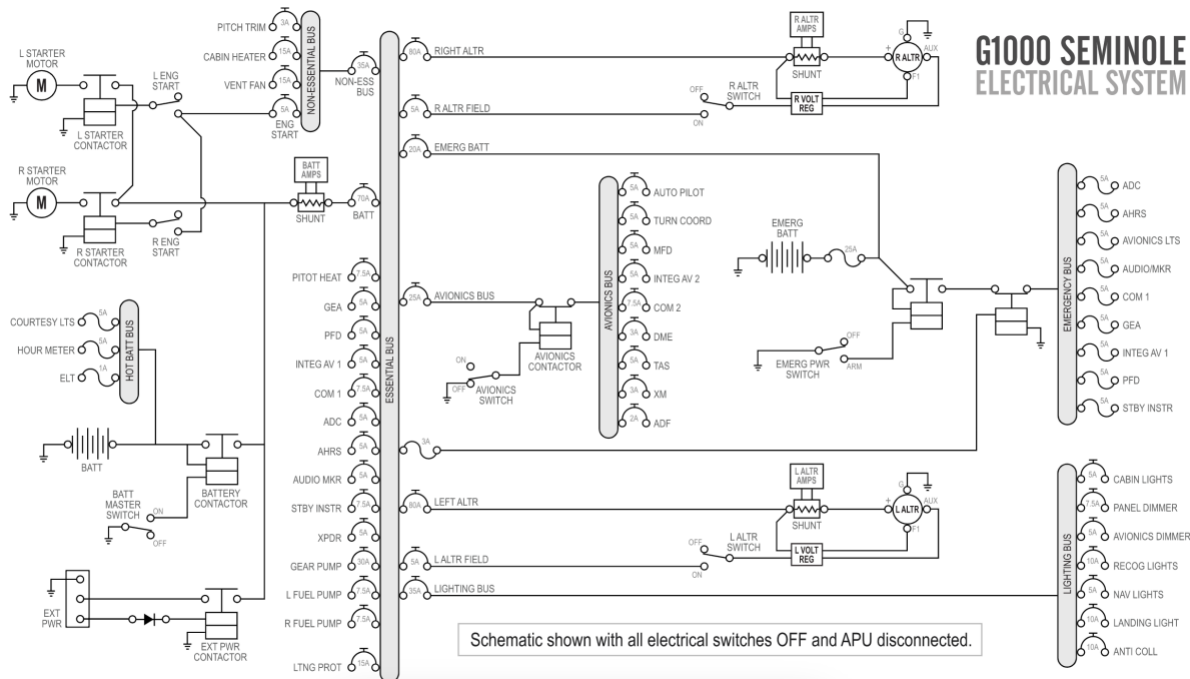 G1000 SEMINOLE
ELECTRICAL SYSTEM
L STARTER
MOTOR
M
L STARTER
CONTACTOR
L ENG
START
R STARTER
MOTOR
M
R STARTER
CONTACTOR
R ENG
START
PITCH TRIM
3A
CABIN HEATER
15A
VENT FAN
15A
5A
ENG
START
NON-ESSENTIAL BUS
35A
NON-ESS
BUS
BATT
AMPS
SHUNT
70A
BATT
COURTESY LTS
5A
HOUR METER
5A
ELT
1A
HOT BATT BUS
BATT
BATT
MASTER
SWITCH
ON
OFF
BATTERY
CONTACTOR
EXT
PWR
EXT PWR
CONTACTOR
PITOT HEAT
7.5A
GEA
5A
PFD
5A
INTEG AV 1
5A
COM 1
7.5A
ADC
5A
AHRS
5A
AUDIO MKR
5A
STBY INSTR
7.5A
XPDR
5A
GEAR PUMP
30A
L FUEL PUMP
7.5A
R FUEL PUMP
7.5A
LTNG PROT
15A
ESSENTIAL BUS
80A
RIGHT ALTR
5A
R ALTR FIELD
20A
EMERG BATT
25A
AVIONICS BUS
3A
80A
LEFT ALTR
5A
L ALTR FIELD
35A
LIGHTING BUS
R ALTR
AMPS
SHUNT
G
+
R ALTR
AUX
F1
R VOLT
REG
OFF
ON
R ALTR
SWITCH
ON
OFF
AVIONICS
SWITCH
AVIONICS
CONTACTOR
AVIONICS BUS
5A
AUTO PILOT
5A
TURN COORD
5A
MFD
5A
INTEG AV 2
7.5A
COM 2
3A
DME
5A
TAS
3A
XM
2A
ADF
EMERG
BATT
25A
EMERG PWR
SWITCH
OFF
ARM
EMERGENCY BUS
5A
ADC
5A
AHRS
5A
AVIONICS LTS
5A
AUDIO/MKR
5A
COM 1
5A
GEA
5A
INTEG AV 1
5A
PFD
5A
STBY INSTR
L ALTR
AMPS
SHUNT
G
+
L ALTR
AUX
F1
L VOLT
REG
OFF
ON
L ALTR
SWITCH
LIGHTING BUS
5A
CABIN LIGHTS
7.5A
PANEL DIMMER
5A
AVIONICS DIMMER
10A
RECOG LIGHTS
5A
NAV LIGHTS
10A
LANDING LIGHT
10A
ANTI COLL
Schematic shown with all electrical switches OFF and APU disconnected.